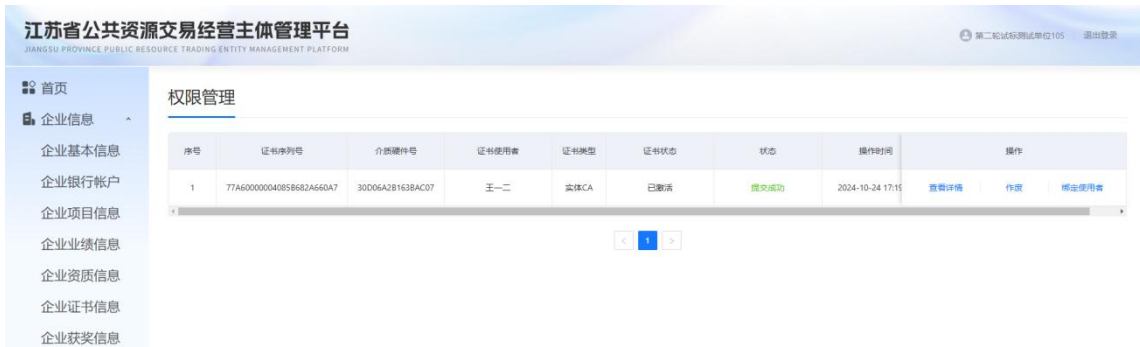 江苏省公共资源交易经营主体管理平台
JIANGSU PROVINCE PUBLIC RESOURCE TRADING ENTITY MANAGEMENT PLATFORM
第二轮试标测试单位105 退出登录
首页
企业信息
企业基本信息
企业银行帐户
企业项目信息
企业业绩信息
企业资质信息
企业证书信息
企业获奖信息
权限管理
序号 证书序列号 介质硬件号 证书使用者 证书类型 证书状态 状态 操作时间 操作
1 77A60000004085B682A660A7 30D06A2B163BAC07 王一二 实体CA 已激活 提交成功 2024-10-24 17:19 查看详情 作废 绑定使用者
< 1 >